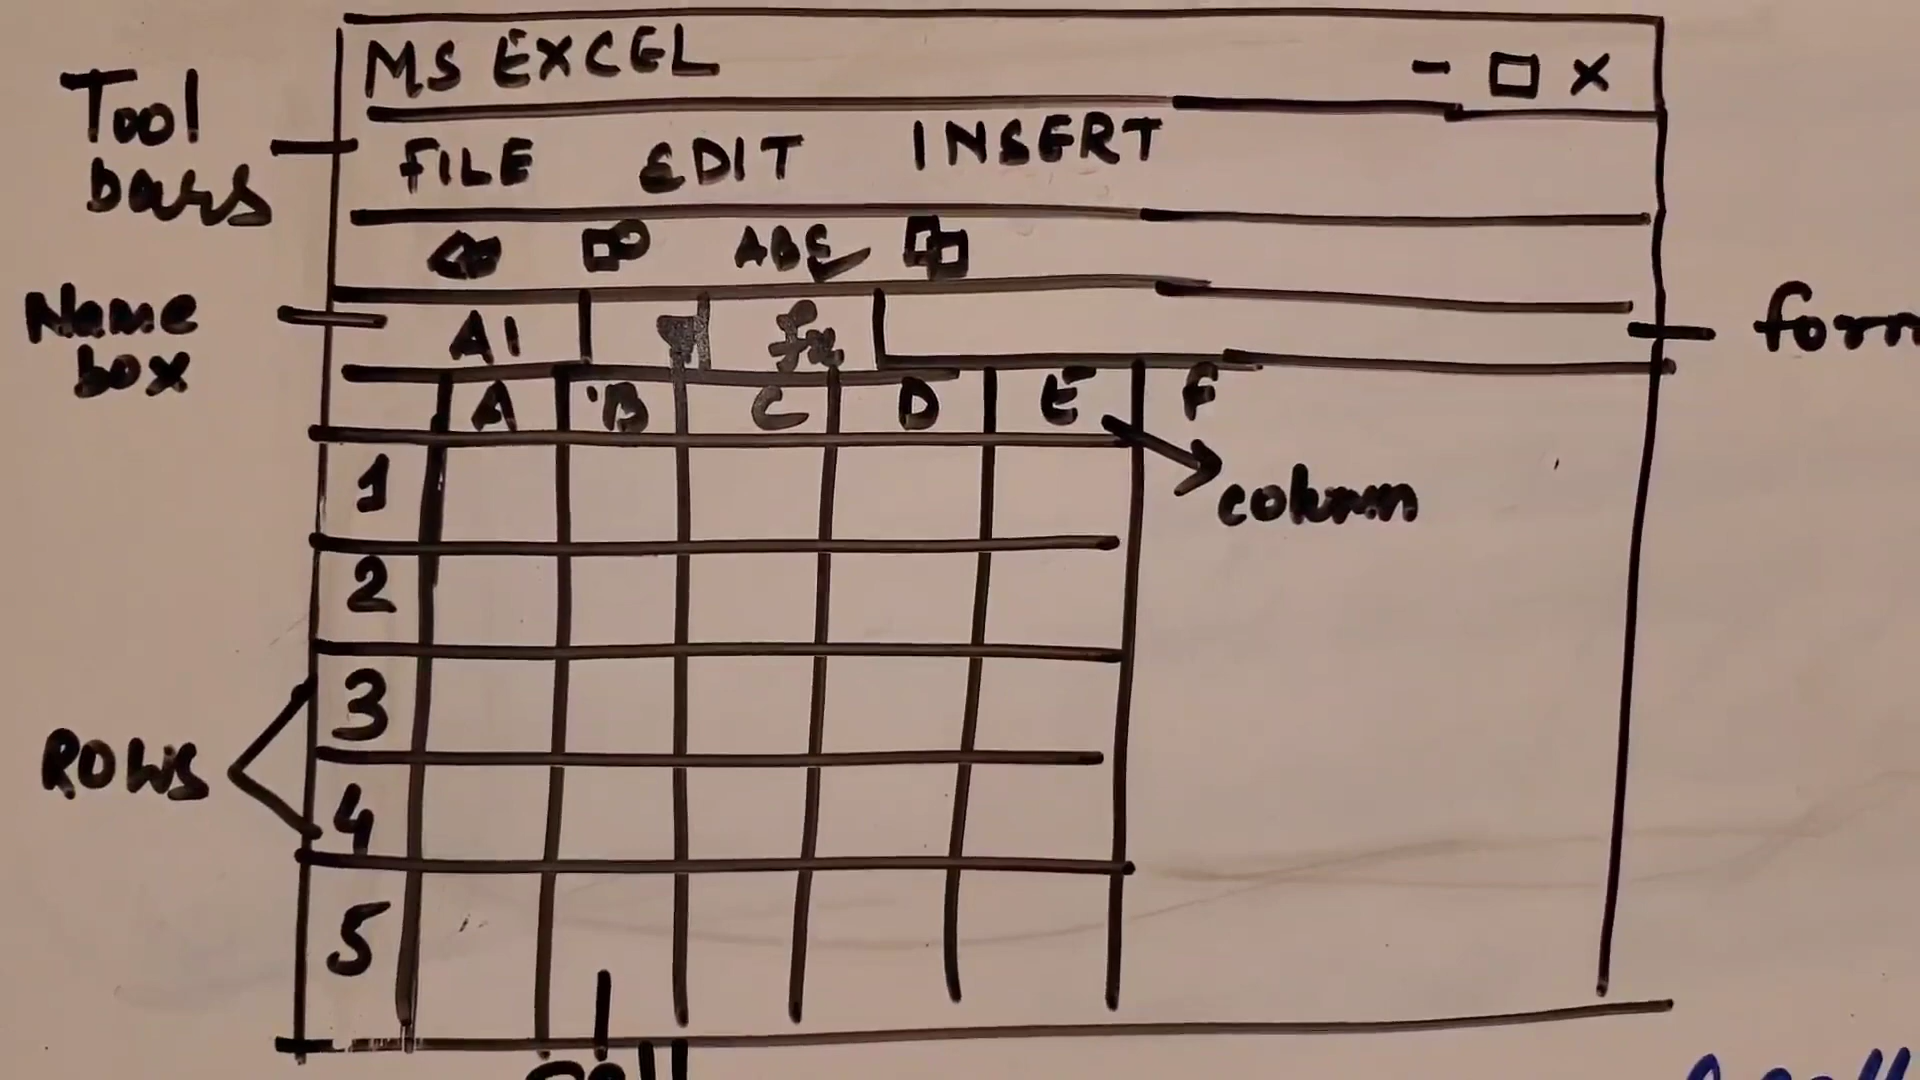 MS EXCEL - □ X
Tool
bars
FILE EDIT INSERT
ABC
Name
box
A1 fx
form
A B C D E F
column
1
2
3
ROWS
4
5
Cell